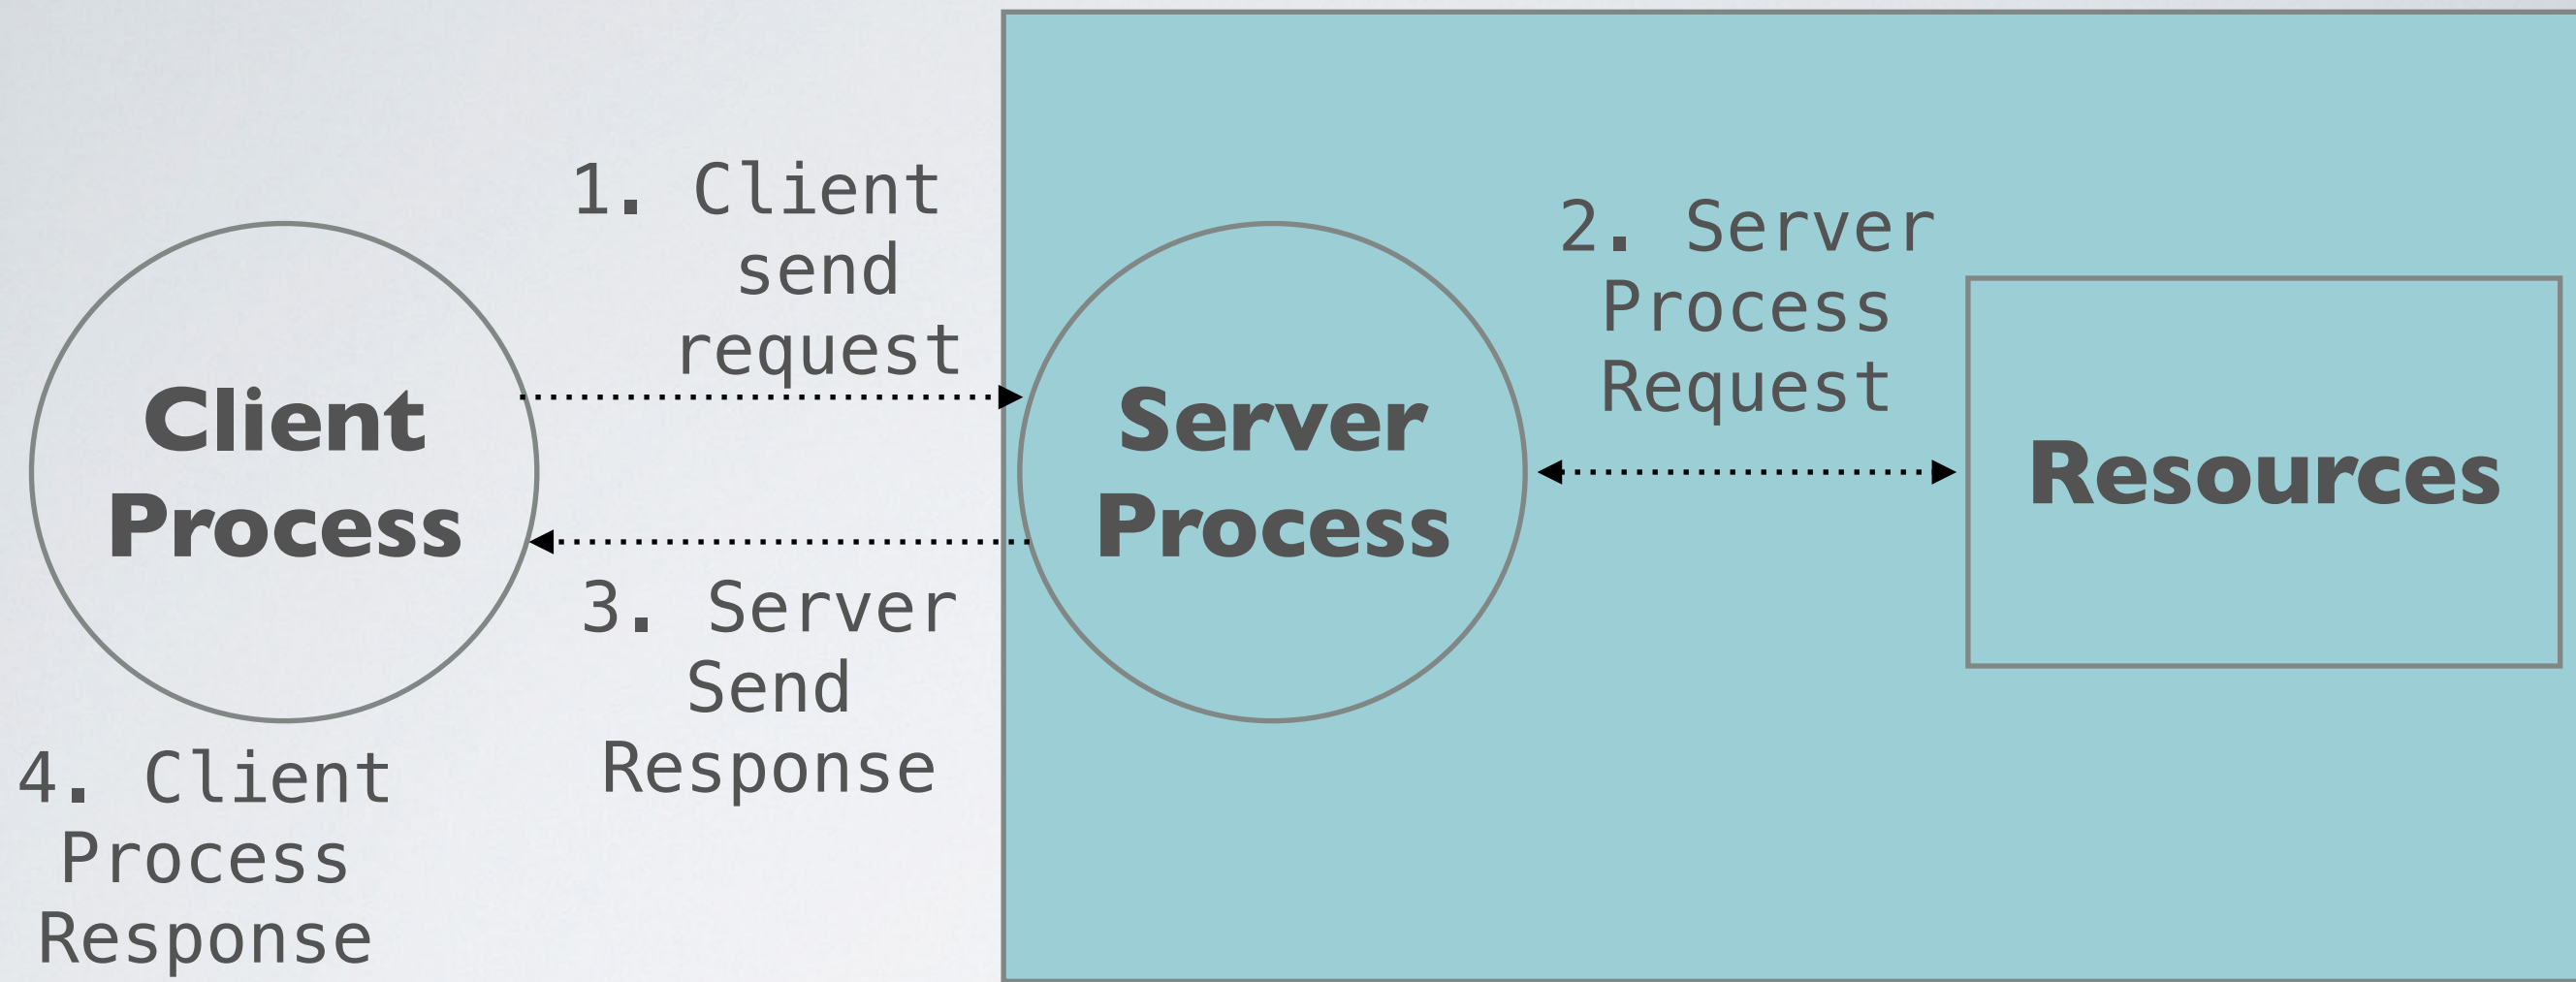 Client
Process
1. Client
send
request
Server
Process
2. Server
Process
Request
Resources
3. Server
Send
Response
4. Client
Process
Response